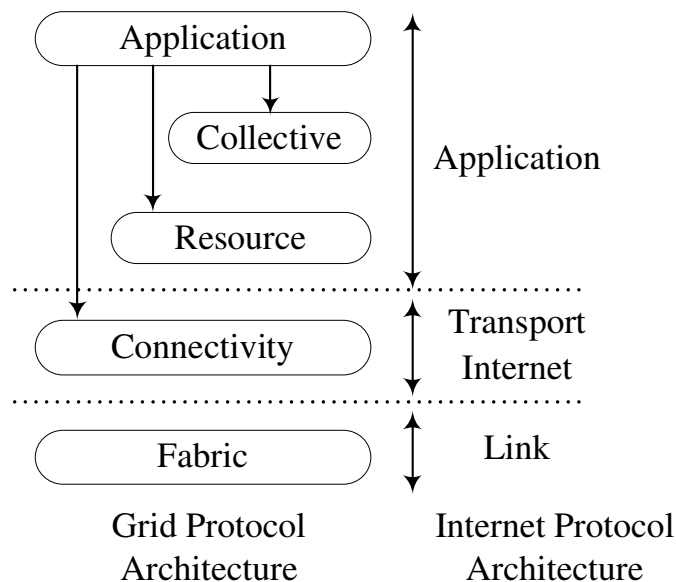 Application
Collective
Application
Resource
Connectivity
Transport
Internet
Fabric
Link
Grid Protocol
Architecture
Internet Protocol
Architecture